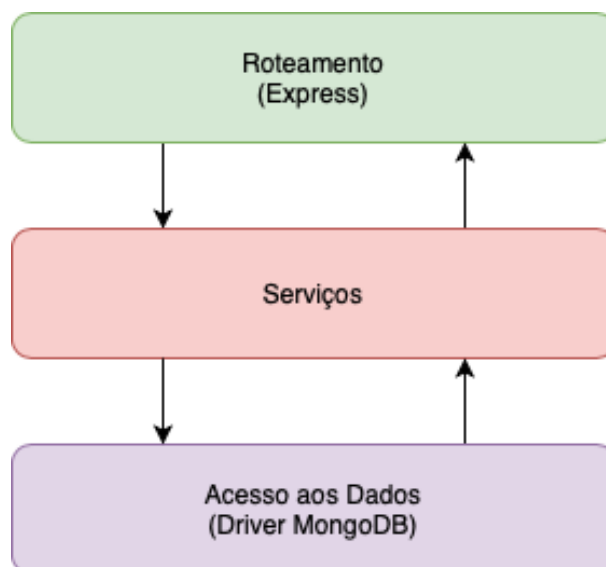 Roteamento
(Express)
Serviços
Acesso aos Dados
(Driver MongoDB)